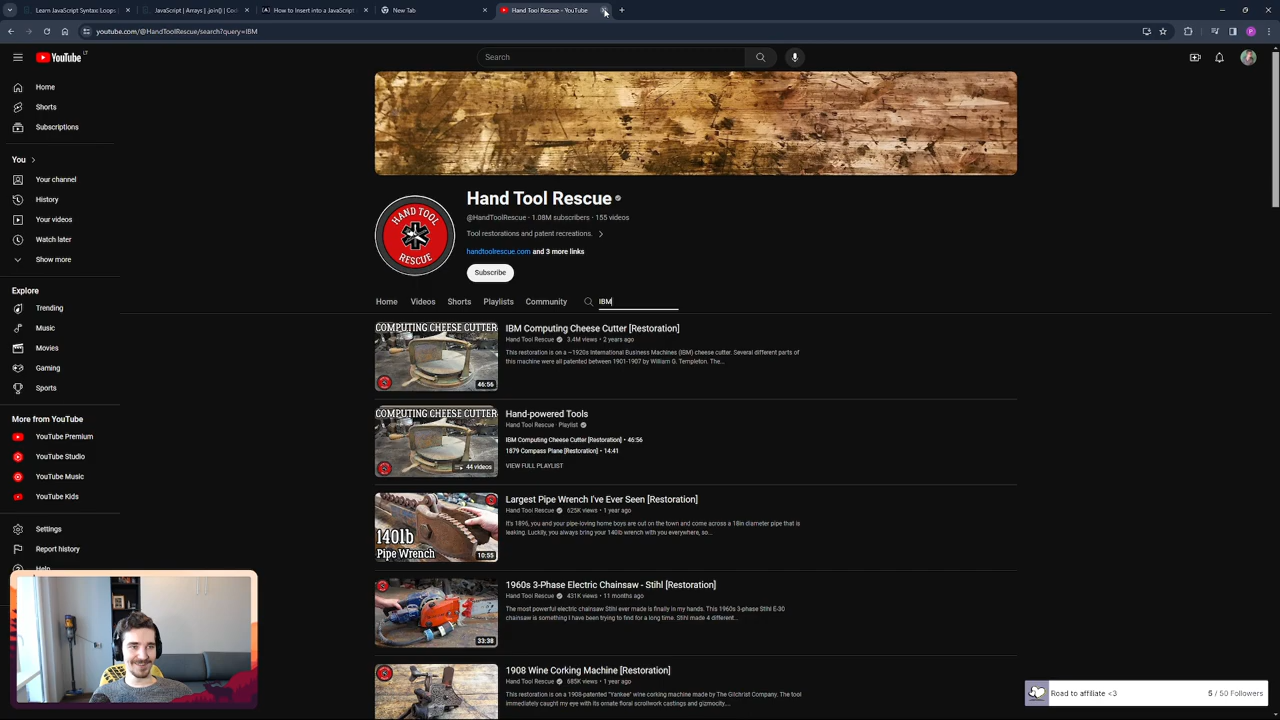 Learn JavaScript Syntax: Loops |
JavaScript | Arrays | .join() | Cod
How to Insert into a JavaScript
New Tab
Hand Tool Rescue - YouTube
youtube.com/@HandToolRescue/search?query=IBM
YouTube LT
Search
Home
Shorts
Subscriptions
You
Your channel
History
Your videos
Watch later
Show more
Explore
Trending
Music
Movies
Gaming
Sports
More from YouTube
YouTube Premium
YouTube Studio
YouTube Music
YouTube Kids
Settings
Report history
Help
HAND TOOL
RESCUE
Hand Tool Rescue
@HandToolRescue · 1.08M subscribers · 155 videos
Tool restorations and patent recreations.
handtoolrescue.com and 3 more links
Subscribe
Home
Videos
Shorts
Playlists
Community
IBM
COMPUTING CHEESE CUTTER
46:56
IBM Computing Cheese Cutter [Restoration]
Hand Tool Rescue 3.4M views • 2 years ago
This restoration is on a ~1920s International Business Machines (IBM) cheese cutter. Several different parts of
this machine were all patented between 1901-1907 by William G. Templeton. The...
COMPUTING CHEESE CUTTER
44 videos
Hand-powered Tools
Hand Tool Rescue · Playlist
IBM Computing Cheese Cutter [Restoration] • 46:56
1879 Compass Plane [Restoration] • 14:41
VIEW FULL PLAYLIST
140lb
Pipe Wrench
10:55
Largest Pipe Wrench I've Ever Seen [Restoration]
Hand Tool Rescue 625K views • 1 year ago
It's 1896, you and your pipe-loving home boys are out on the town and come across a 18in diameter pipe that is
leaking. Luckily, you always bring your 140lb wrench with you everywhere, so...
33:38
1960s 3-Phase Electric Chainsaw - Stihl [Restoration]
Hand Tool Rescue 431K views • 11 months ago
The most powerful electric chainsaw Stihl ever made is finally in my hands. This 1960s 3-phase Stihl E-30
chainsaw is something I have been trying to find for a long time. Stihl made 4 different...
1908 Wine Corking Machine [Restoration]
Hand Tool Rescue 685K views • 1 year ago
This restoration is on a 1908-patented "Yankee" wine corking machine made by The Gilchrist Company. The tool
immediately caught my eye with its ornate floral scrollwork castings and engimcity...
Road to affiliate <3
5 / 50 Followers